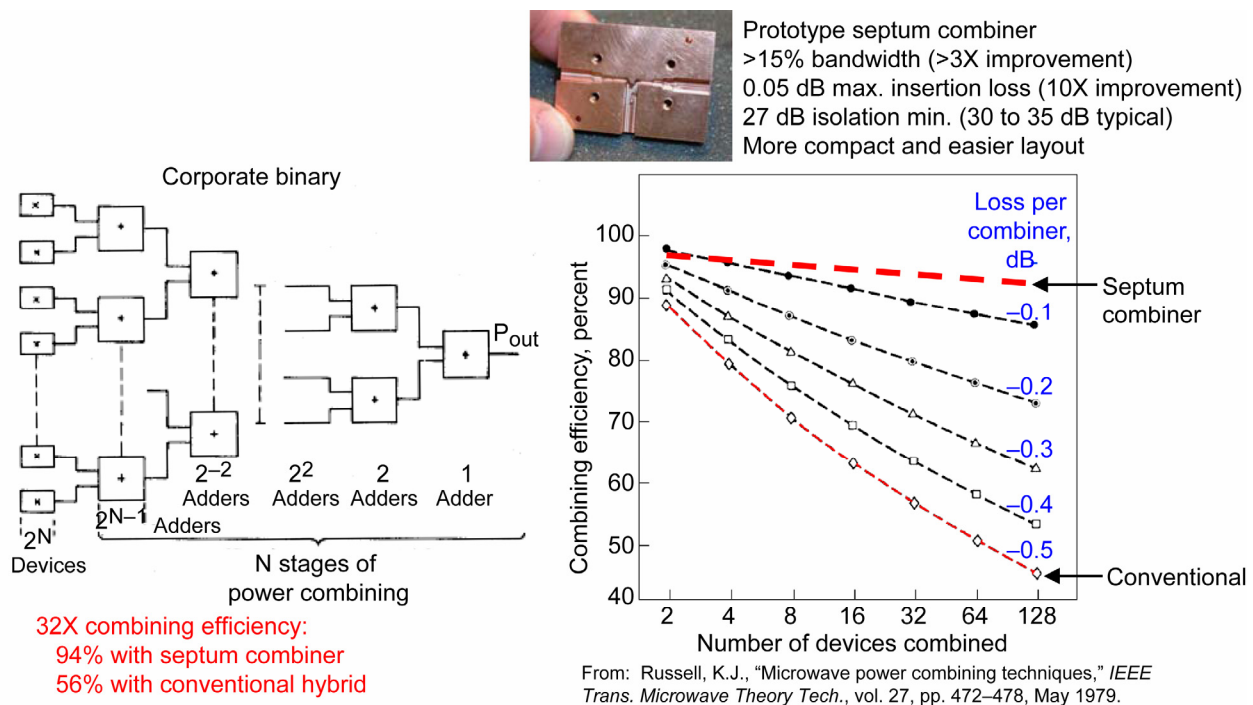 Prototype septum combiner
>15% bandwidth (>3X improvement)
0.05 dB max. insertion loss (10X improvement)
27 dB isolation min. (30 to 35 dB typical)
More compact and easier layout
Corporate binary
P_out
2^–2
Adders
2^2
Adders
2
Adders
1
Adder
2^N
Devices
2^N–1
Adders
N stages of
power combining
32X combining efficiency:
94% with septum combiner
56% with conventional hybrid
Combining efficiency, percent
100
90
80
70
60
50
40
2 4 8 16 32 64 128
Number of devices combined
Loss per
combiner,
dB
–0.1
–0.2
–0.3
–0.4
–0.5
Septum
combiner
Conventional
From: Russell, K.J., “Microwave power combining techniques,” IEEE
Trans. Microwave Theory Tech., vol. 27, pp. 472–478, May 1979.